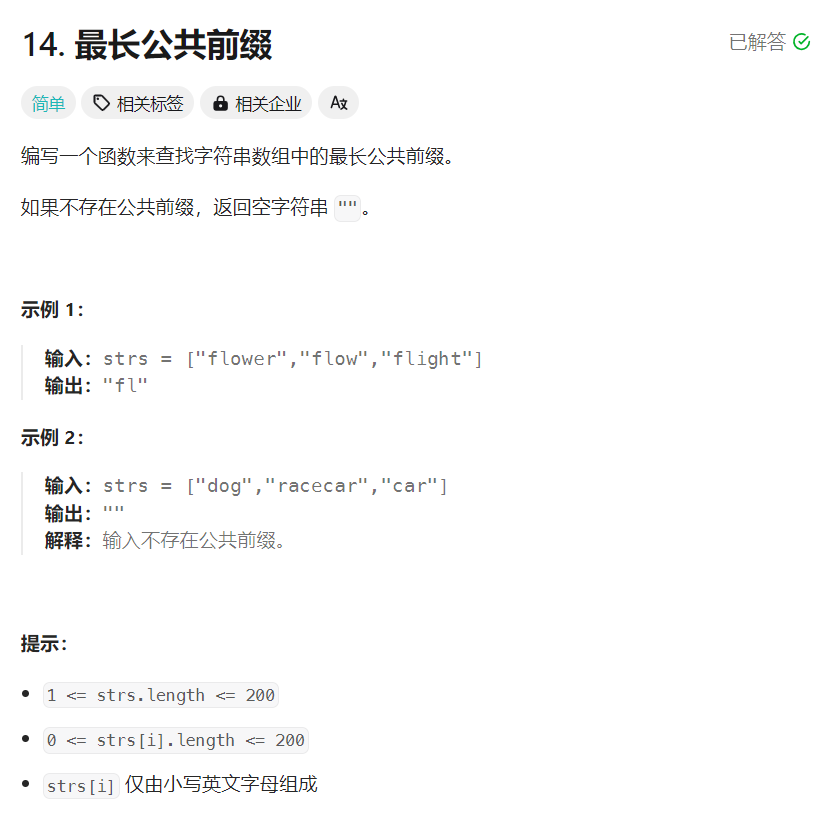 14. 最长公共前缀
已解答
简单
相关标签
相关企业
编写一个函数来查找字符串数组中的最长公共前缀。
如果不存在公共前缀，返回空字符串 ""。
示例 1：
输入：strs = ["flower","flow","flight"]
输出："fl"
示例 2：
输入：strs = ["dog","racecar","car"]
输出：""
解释：输入不存在公共前缀。
提示：
1 <= strs.length <= 200
0 <= strs[i].length <= 200
strs[i] 仅由小写英文字母组成